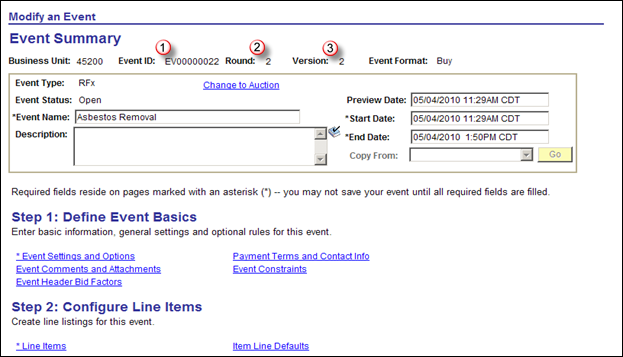 Modify an Event
Event Summary
1 2 3
Business Unit: 45200 Event ID: EV00000022 Round: 2 Version: 2 Event Format: Buy
Event Type: RFx Change to Auction
Event Status: Open Preview Date: 05/04/2010 11:29AM CDT
*Event Name: Asbestos Removal *Start Date: 05/04/2010 11:29AM CDT
Description: *End Date: 05/04/2010 1:50PM CDT
Copy From: Go
Required fields reside on pages marked with an asterisk (*) -- you may not save your event until all required fields are filled.
Step 1: Define Event Basics
Enter basic information, general settings and optional rules for this event.
* Event Settings and Options Payment Terms and Contact Info
Event Comments and Attachments Event Constraints
Event Header Bid Factors
Step 2: Configure Line Items
Create line listings for this event.
* Line Items Item Line Defaults